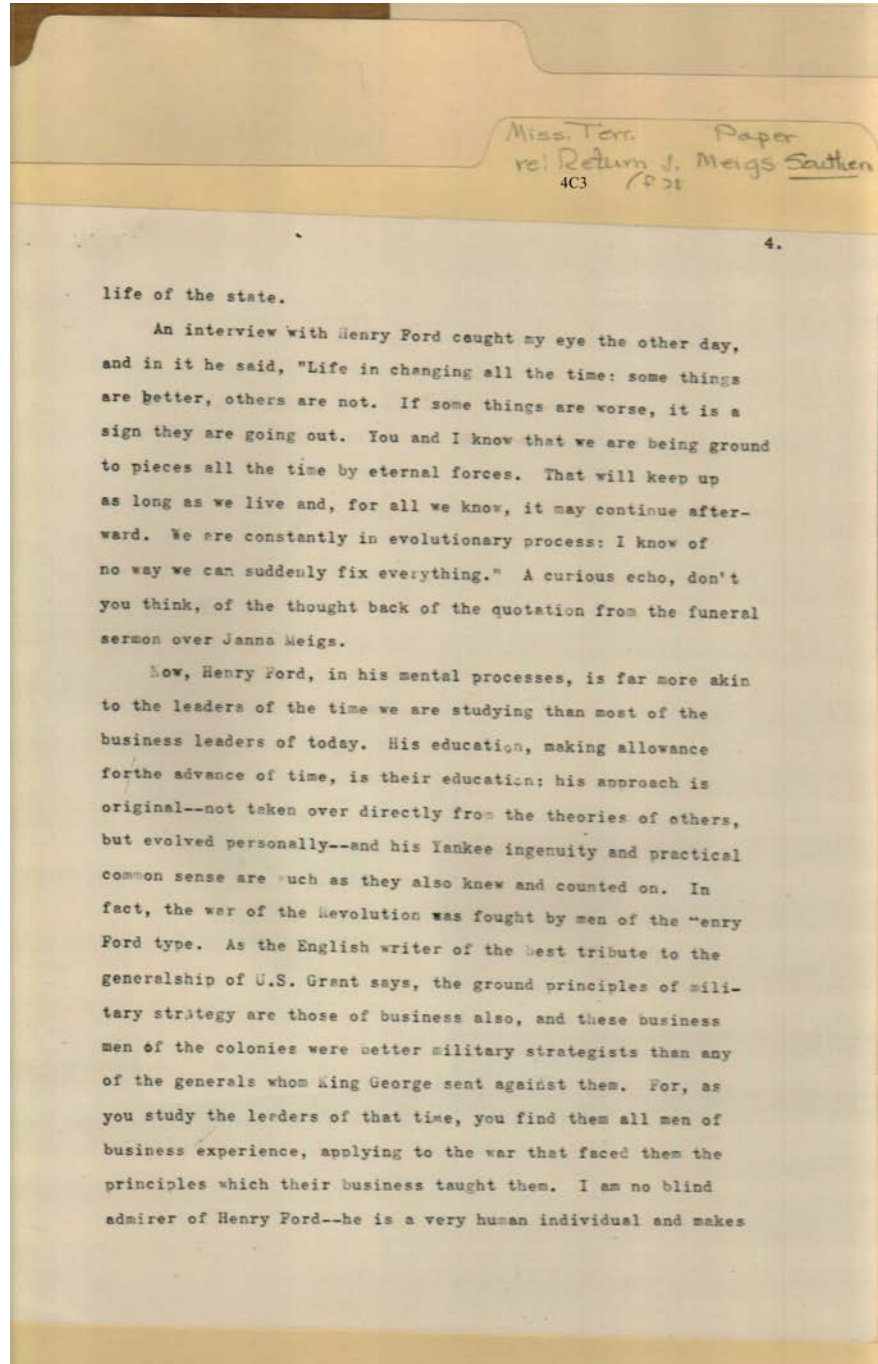 Miss. Terr. Paper
re: Return J. Meigs Southen
4C3
4.
life of the state.
An interview with Henry Ford caught my eye the other day,
and in it he said, "Life in changing all the time: some things
are better, others are not. If some things are worse, it is a
sign they are going out. You and I know that we are being ground
to pieces all the time by eternal forces. That will keep up
as long as we live and, for all we know, it may continue after-
ward. We are constantly in evolutionary process: I know of
no way we can suddenly fix everything." A curious echo, don't
you think, of the thought back of the quotation from the funeral
sermon over Janna Meigs.
Now, Henry Ford, in his mental processes, is far more akin
to the leaders of the time we are studying than most of the
business leaders of today. His education, making allowance
forthe advance of time, is their education: his approach is
original--not taken over directly from the theories of others,
but evolved personally--and his Yankee ingenuity and practical
common sense are such as they also knew and counted on. In
fact, the war of the Revolution was fought by men of the "enry
Ford type. As the English writer of the best tribute to the
generalship of U.S. Grant says, the ground principles of mili-
tary strategy are those of business also, and these business
men of the colonies were better military strategists than any
of the generals whom King George sent against them. For, as
you study the leaders of that time, you find them all men of
business experience, applying to the war that faced them the
principles which their business taught them. I am no blind
admirer of Henry Ford--he is a very human individual and makes